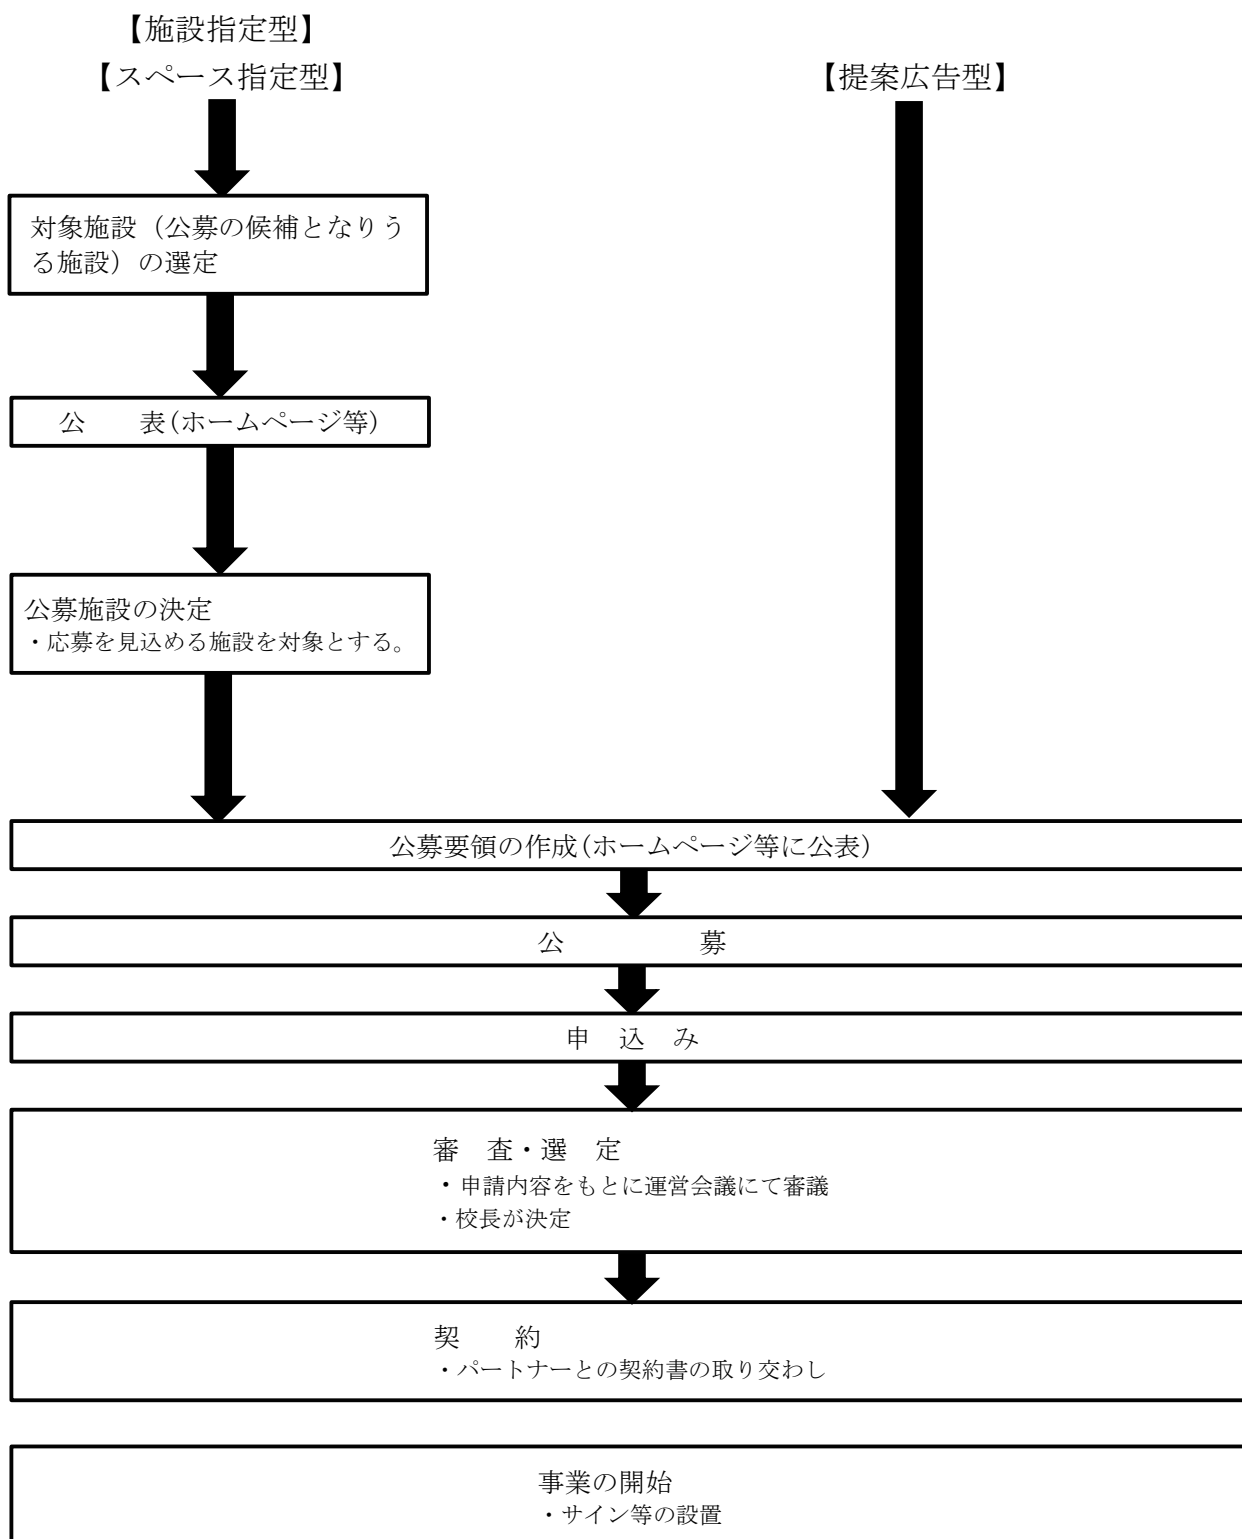 【施設指定型】
【スペース指定型】
【提案広告型】
対象施設（公募の候補となりう
る施設）の選定
公　　表(ホームページ等)
公募施設の決定
・応募を見込める施設を対象とする。
公募要領の作成(ホームページ等に公表)
公　　　　　募
申　込　み
審　査・選　定
・申請内容をもとに運営会議にて審議
・校長が決定
契　　約
・パートナーとの契約書の取り交わし
事業の開始
・サイン等の設置